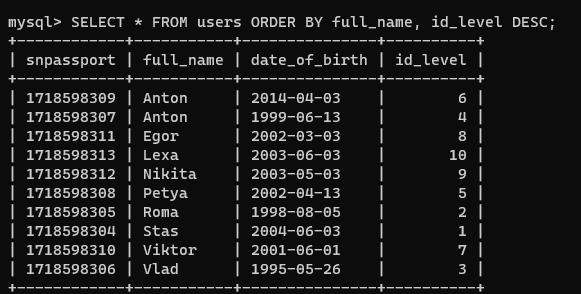 mysql> SELECT * FROM users ORDER BY full_name, id_level DESC;
+------------+-----------+---------------+----------+
| snpassport | full_name | date_of_birth | id_level |
+------------+-----------+---------------+----------+
| 1718598309 | Anton     | 2014-04-03    |        6 |
| 1718598307 | Anton     | 1999-06-13    |        4 |
| 1718598311 | Egor      | 2002-03-03    |        8 |
| 1718598313 | Lexa      | 2003-06-03    |       10 |
| 1718598312 | Nikita    | 2003-05-03    |        9 |
| 1718598308 | Petya     | 2002-04-13    |        5 |
| 1718598305 | Roma      | 1998-08-05    |        2 |
| 1718598304 | Stas      | 2004-06-03    |        1 |
| 1718598310 | Viktor    | 2001-06-01    |        7 |
| 1718598306 | Vlad      | 1995-05-26    |        3 |
+------------+-----------+---------------+----------+